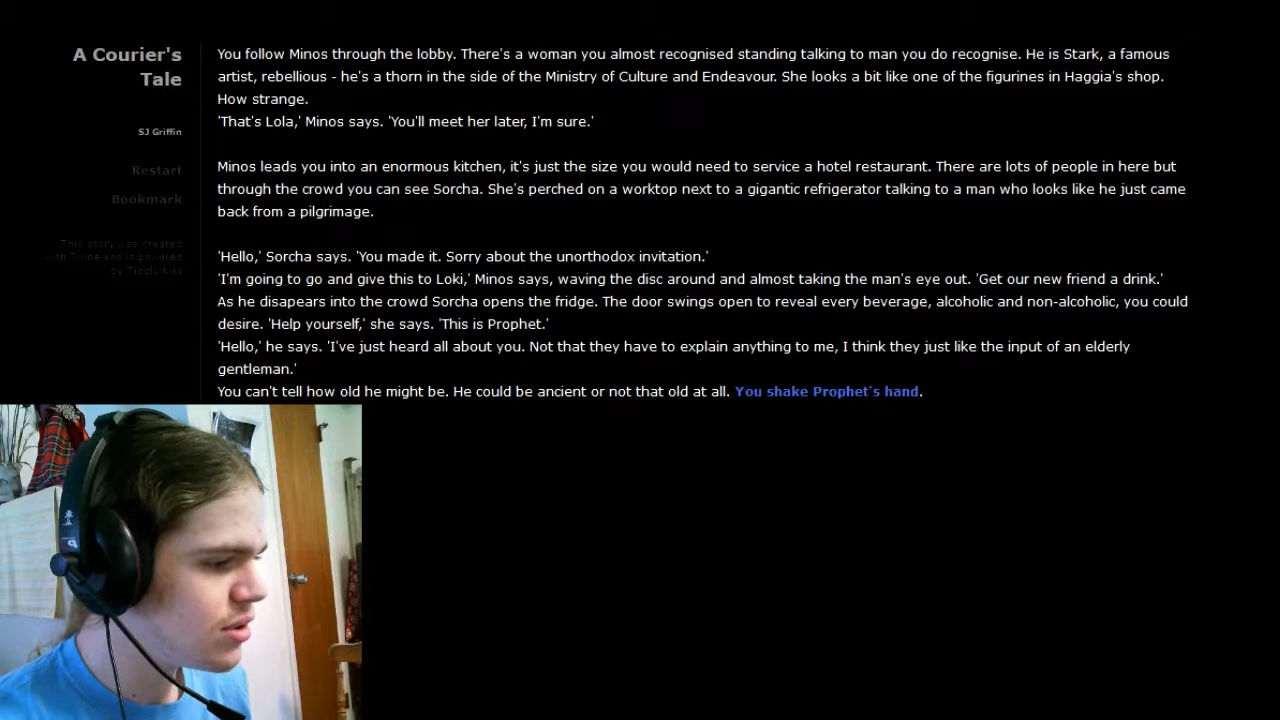 A Courier's
Tale
SJ Griffin
Restart
Bookmark
This story was created
with Twine and is powered
by TiddlyWiki
You follow Minos through the lobby. There's a woman you almost recognised standing talking to man you do recognise. He is Stark, a famous
artist, rebellious - he's a thorn in the side of the Ministry of Culture and Endeavour. She looks a bit like one of the figurines in Haggia's shop.
How strange.
'That's Lola,' Minos says. 'You'll meet her later, I'm sure.'
Minos leads you into an enormous kitchen, it's just the size you would need to service a hotel restaurant. There are lots of people in here but
through the crowd you can see Sorcha. She's perched on a worktop next to a gigantic refrigerator talking to a man who looks like he just came
back from a pilgrimage.
'Hello,' Sorcha says. 'You made it. Sorry about the unorthodox invitation.'
'I'm going to go and give this to Loki,' Minos says, waving the disc around and almost taking the man's eye out. 'Get our new friend a drink.'
As he disapears into the crowd Sorcha opens the fridge. The door swings open to reveal every beverage, alcoholic and non-alcoholic, you could
desire. 'Help yourself,' she says. 'This is Prophet.'
'Hello,' he says. 'I've just heard all about you. Not that they have to explain anything to me, I think they just like the input of an elderly
gentleman.'
You can't tell how old he might be. He could be ancient or not that old at all. You shake Prophet's hand.